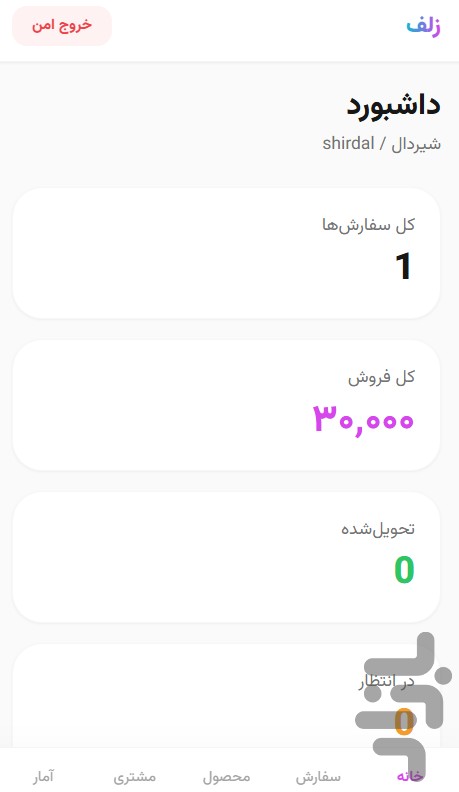 زلف
خروج امن
داشبورد
شیردال / shirdal
کل سفارش‌ها
1
کل فروش
۳۰,۰۰۰
تحویل‌شده
0
در انتظار
0
بازار
خانه
سفارش
محصول
مشتری
آمار